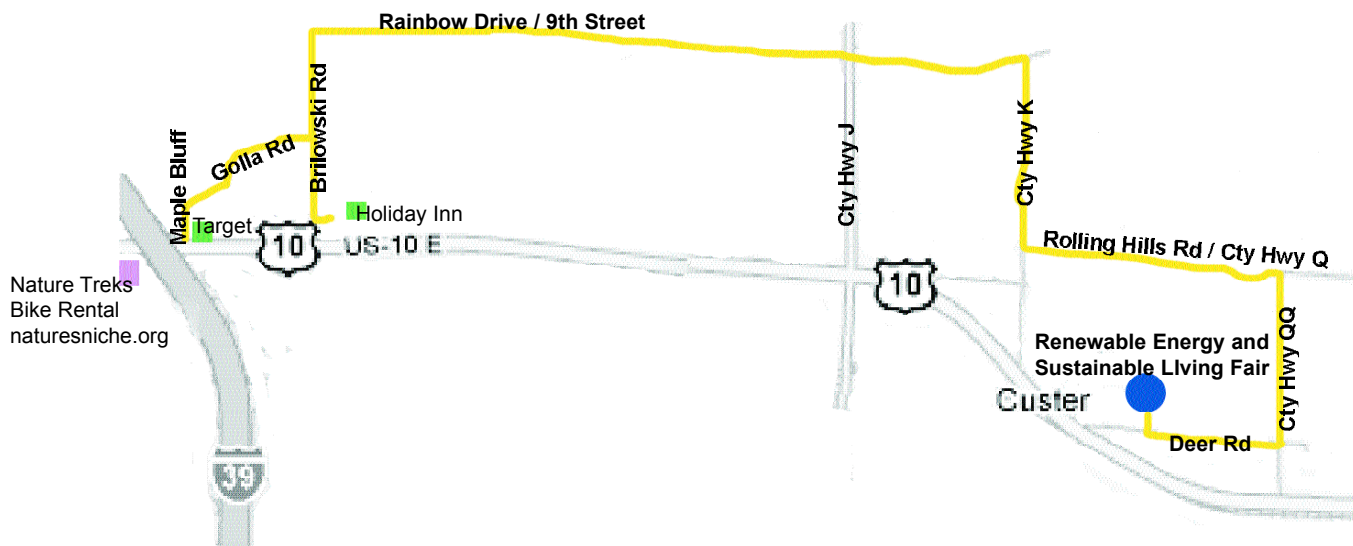 Rainbow Drive / 9th Street
Brilowski Rd
Maple Bluff
Golla Rd
Cty Hwy J
Cty Hwy K
Target
Holiday Inn
10
US-10 E
Rolling Hills Rd / Cty Hwy Q
10
Nature Treks
Bike Rental
naturesniche.org
Renewable Energy and
Sustainable LIving Fair
Cty Hwy QQ
Custer
Deer Rd
39